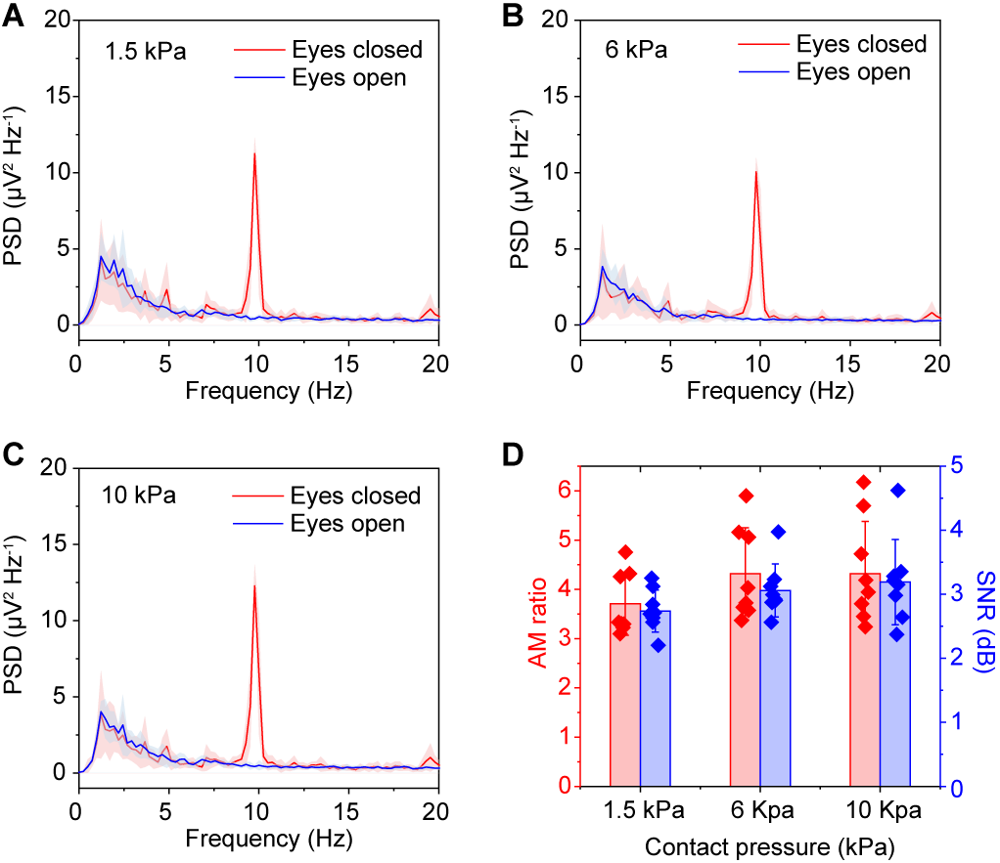 A
1.5 kPa
Eyes closed
Eyes open
20
15
10
5
0
PSD (µV² Hz⁻¹)
0 5 10 15 20
Frequency (Hz)
B
6 kPa
Eyes closed
Eyes open
20
15
10
5
0
PSD (µV² Hz⁻¹)
0 5 10 15 20
Frequency (Hz)
C
10 kPa
Eyes closed
Eyes open
20
15
10
5
0
PSD (µV² Hz⁻¹)
0 5 10 15 20
Frequency (Hz)
D
6
5
4
3
2
1
0
AM ratio
5
4
3
2
1
0
SNR (dB)
1.5 kPa 6 Kpa 10 Kpa
Contact pressure (kPa)